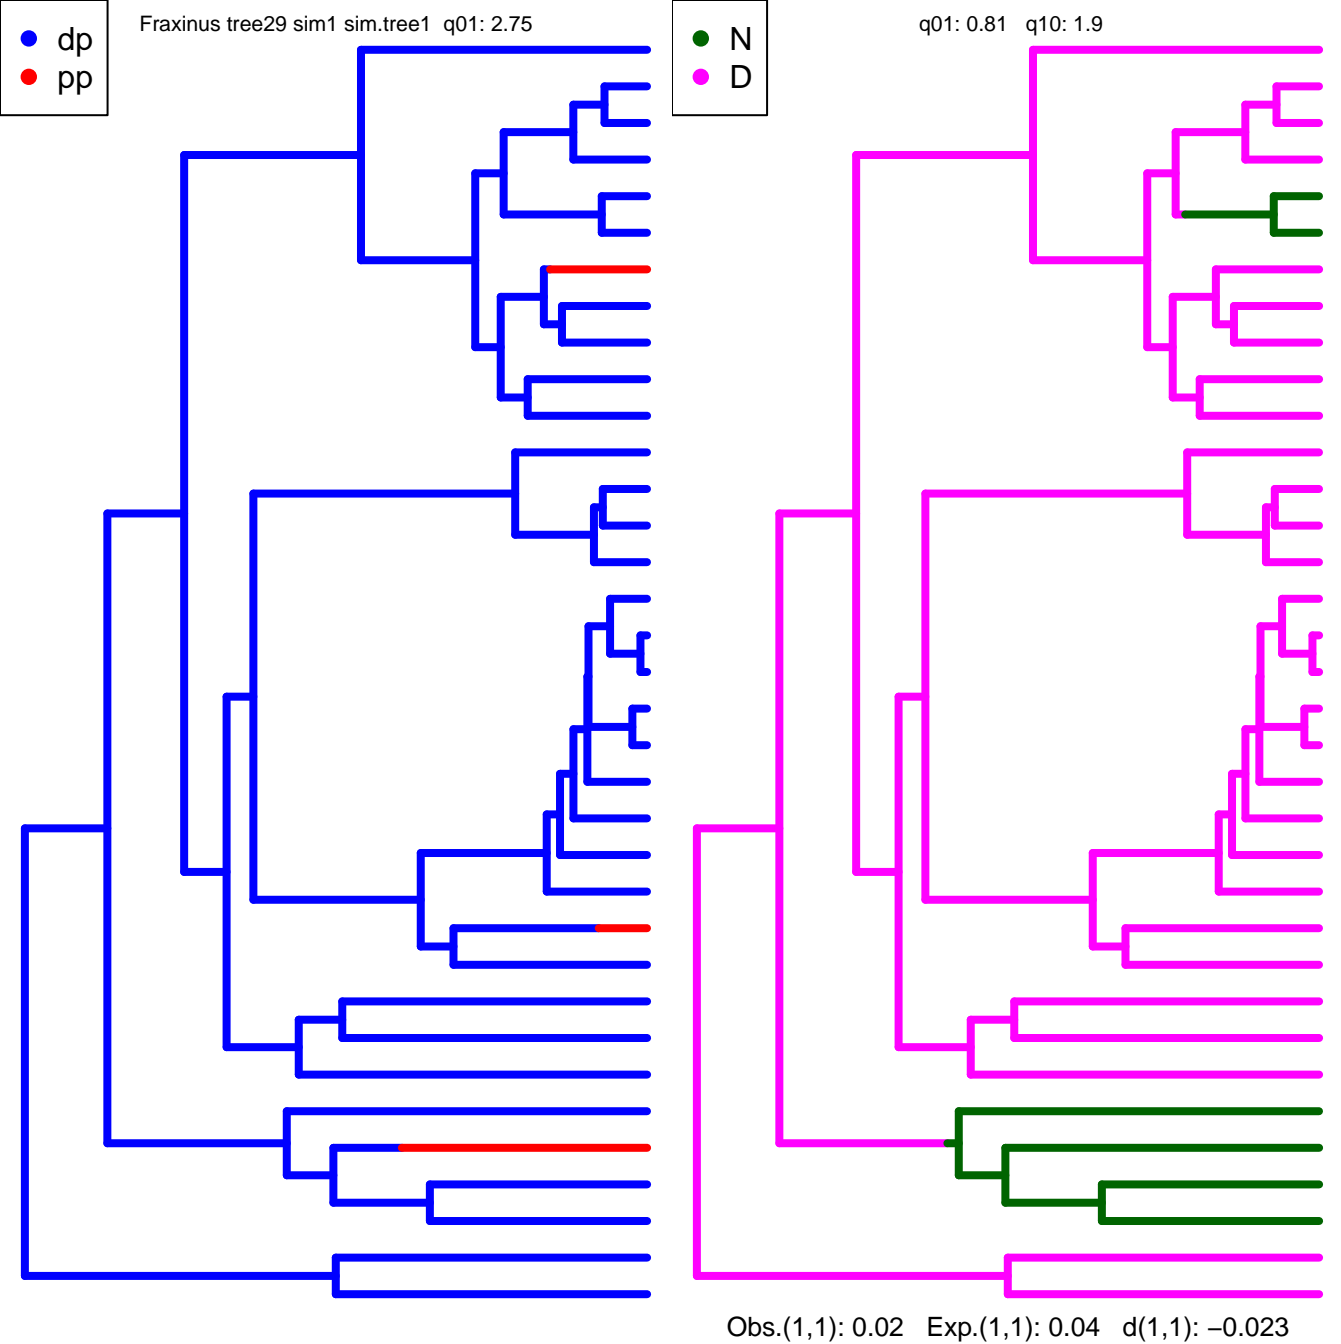 Fraxinus tree29 sim1 sim.tree1 q01: 2.75
dp
pp
q01: 0.81 q10: 1.9
N
D
Obs.(1,1): 0.02 Exp.(1,1): 0.04 d(1,1): −0.023